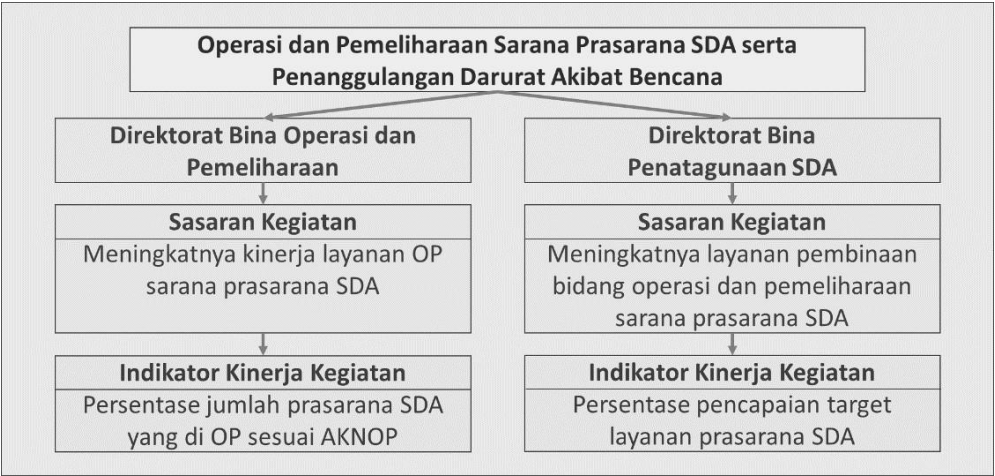 Operasi dan Pemeliharaan Sarana Prasarana SDA serta
Penanggulangan Darurat Akibat Bencana
Direktorat Bina Operasi dan
Pemeliharaan
Sasaran Kegiatan
Meningkatnya kinerja layanan OP
sarana prasarana SDA
Indikator Kinerja Kegiatan
Persentase jumlah prasarana SDA
yang di OP sesuai AKNOP
Direktorat Bina
Penatagunaan SDA
Sasaran Kegiatan
Meningkatnya layanan pembinaan
bidang operasi dan pemeliharaan
sarana prasarana SDA
Indikator Kinerja Kegiatan
Persentase pencapaian target
layanan prasarana SDA